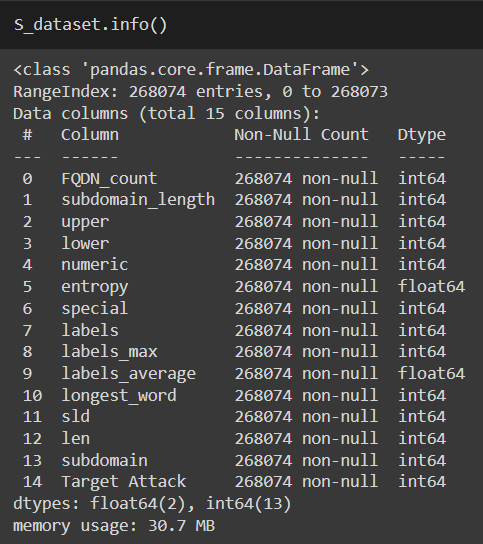 S_dataset.info()
<class 'pandas.core.frame.DataFrame'>
RangeIndex: 268074 entries, 0 to 268073
Data columns (total 15 columns):
 #   Column            Non-Null Count   Dtype
---  ------            --------------   -----
 0   FQDN_count        268074 non-null  int64
 1   subdomain_length  268074 non-null  int64
 2   upper             268074 non-null  int64
 3   lower             268074 non-null  int64
 4   numeric           268074 non-null  int64
 5   entropy           268074 non-null  float64
 6   special           268074 non-null  int64
 7   labels            268074 non-null  int64
 8   labels_max        268074 non-null  int64
 9   labels_average    268074 non-null  float64
 10  longest_word      268074 non-null  int64
 11  sld               268074 non-null  int64
 12  len               268074 non-null  int64
 13  subdomain         268074 non-null  int64
 14  Target Attack     268074 non-null  int64
dtypes: float64(2), int64(13)
memory usage: 30.7 MB